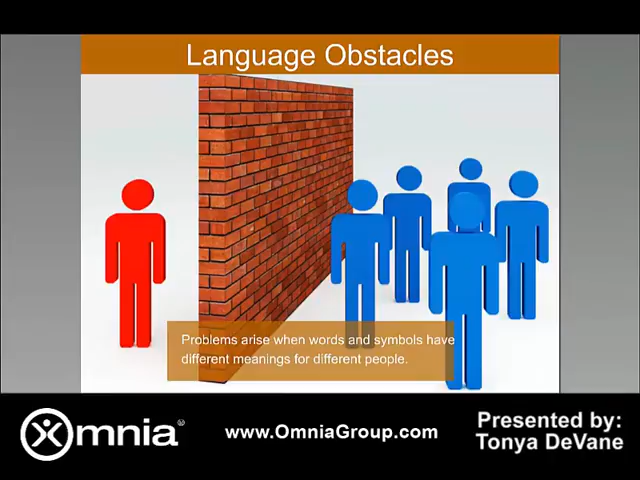 Language Obstacles
Problems arise when words and symbols have
different meanings for different people.
Omnia®
www.OmniaGroup.com
Presented by:
Tonya DeVane